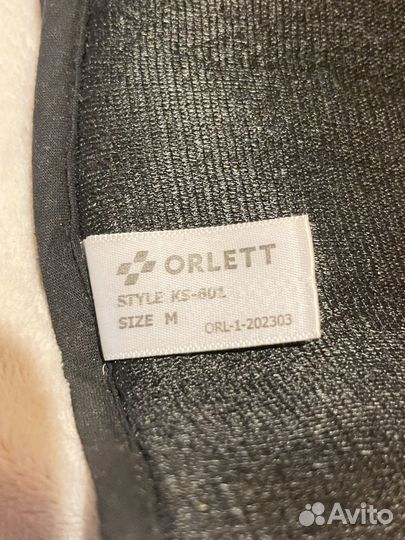 ORLETT
STYLE KS-601
SIZE M
ORL-1-202303
Avito